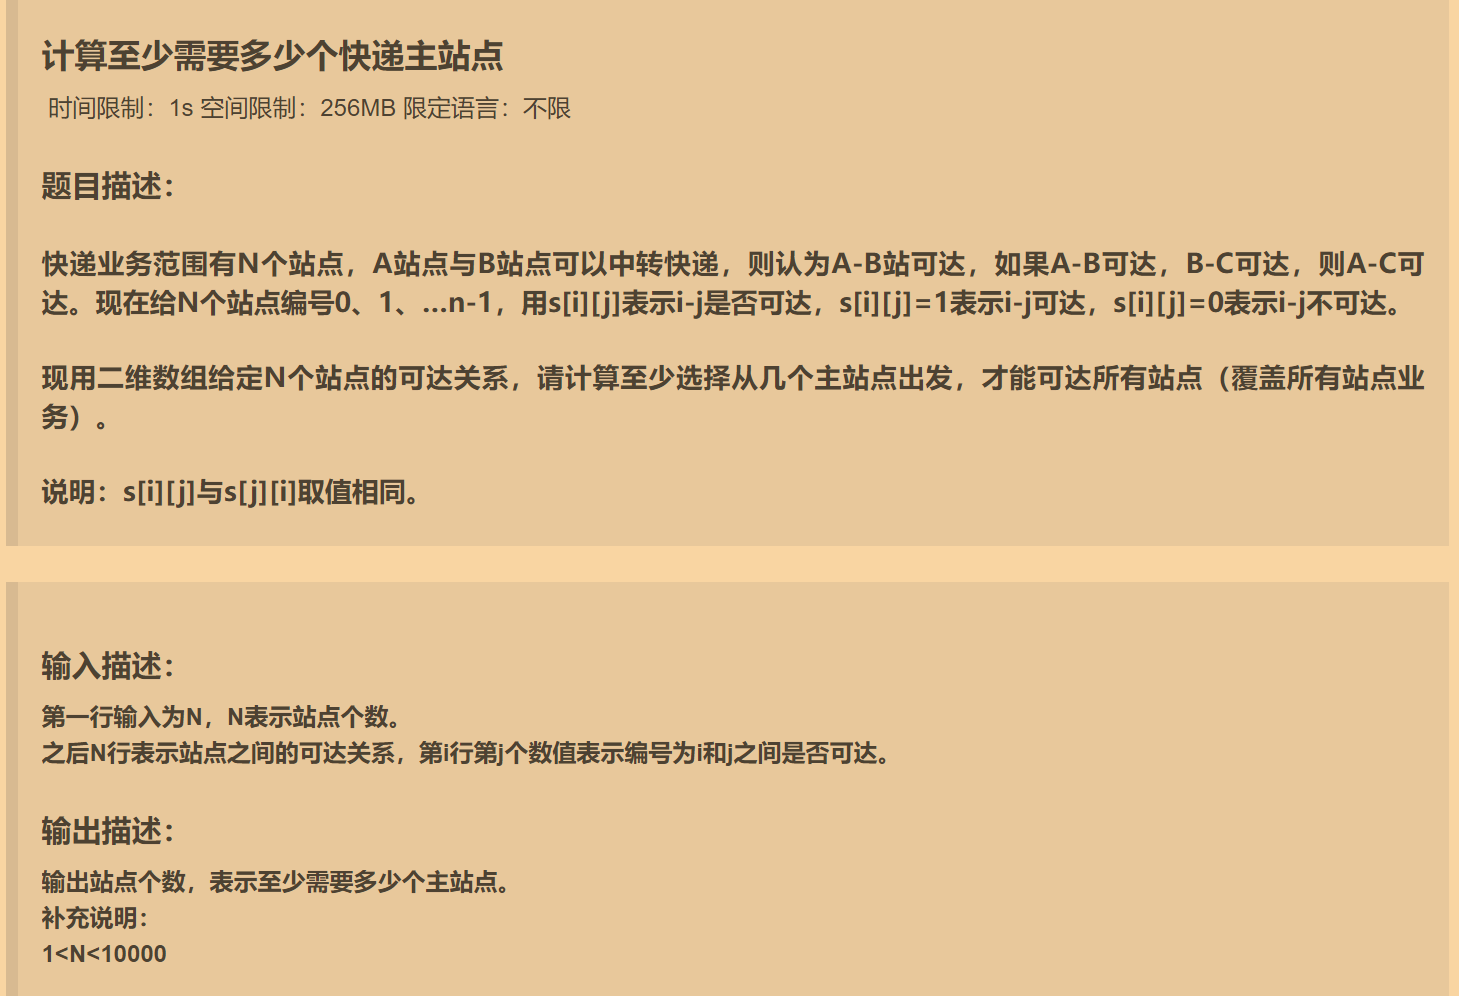 计算至少需要多少个快递主站点
时间限制：1s 空间限制：256MB 限定语言：不限
题目描述：
快递业务范围有N个站点，A站点与B站点可以中转快递，则认为A-B站可达，如果A-B可达，B-C可达，则A-C可
达。现在给N个站点编号0、1、…n-1，用s[i][j]表示i-j是否可达，s[i][j]=1表示i-j可达，s[i][j]=0表示i-j不可达。
现用二维数组给定N个站点的可达关系，请计算至少选择从几个主站点出发，才能可达所有站点（覆盖所有站点业
务）。
说明：s[i][j]与s[j][i]取值相同。
输入描述：
第一行输入为N，N表示站点个数。
之后N行表示站点之间的可达关系，第i行第j个数值表示编号为i和j之间是否可达。
输出描述：
输出站点个数，表示至少需要多少个主站点。
补充说明：
1<N<10000